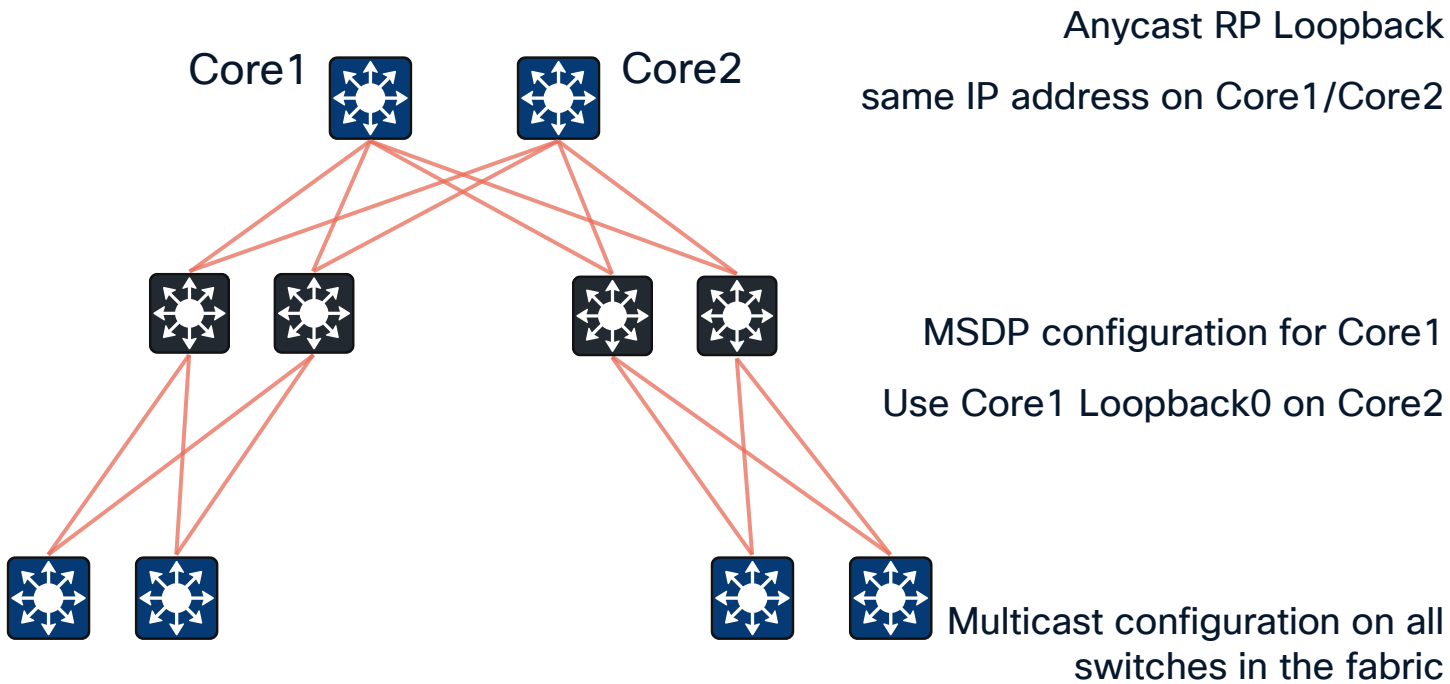 Core1
Core2
Anycast RP Loopback
same IP address on Core1/Core2
MSDP configuration for Core1
Use Core1 Loopback0 on Core2
Multicast configuration on all
switches in the fabric